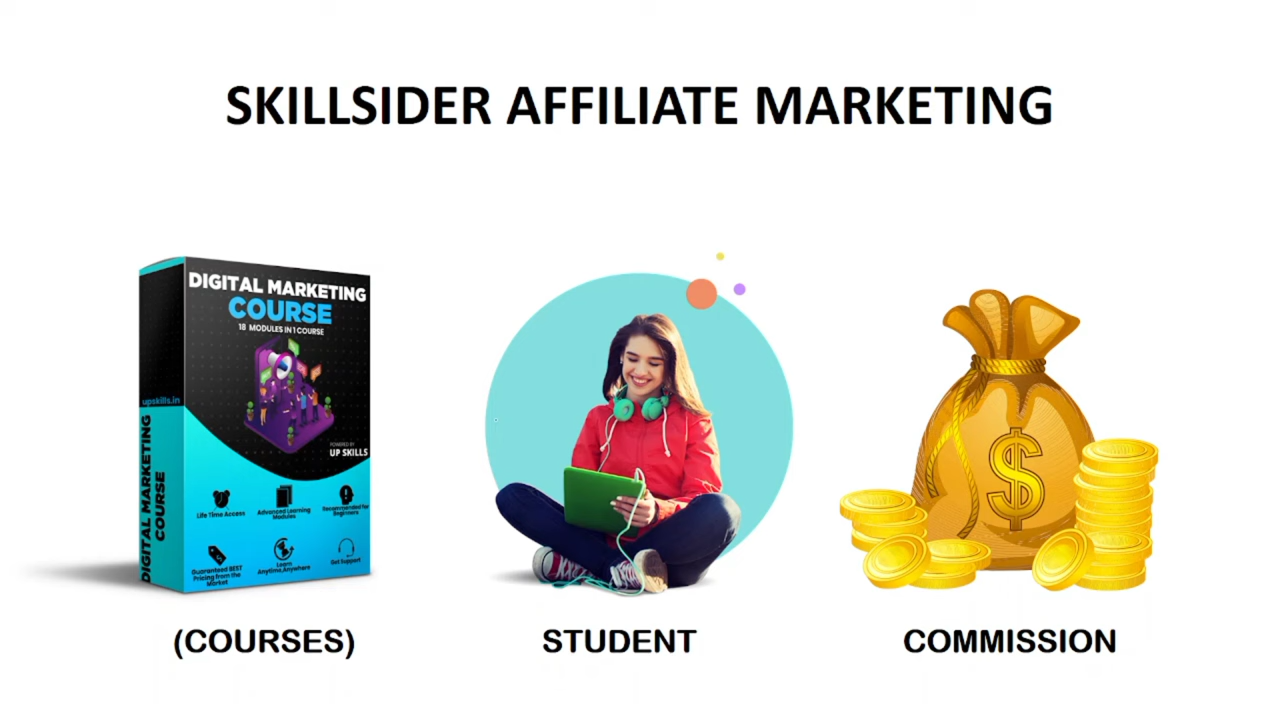 SKILLSIDER AFFILIATE MARKETING
DIGITAL MARKETING
COURSE
18 MODULES IN 1 COURSE
upskills.in
DIGITAL MARKETING
COURSE
POWERED BY
UP SKILLS
Life Time Access
Advanced Learning
Modules
Recommended for
Beginners
Guaranteed BEST
Pricing from the
Market
Learn
Anytime,Anywhere
Get Support
$
(COURSES)
STUDENT
COMMISSION